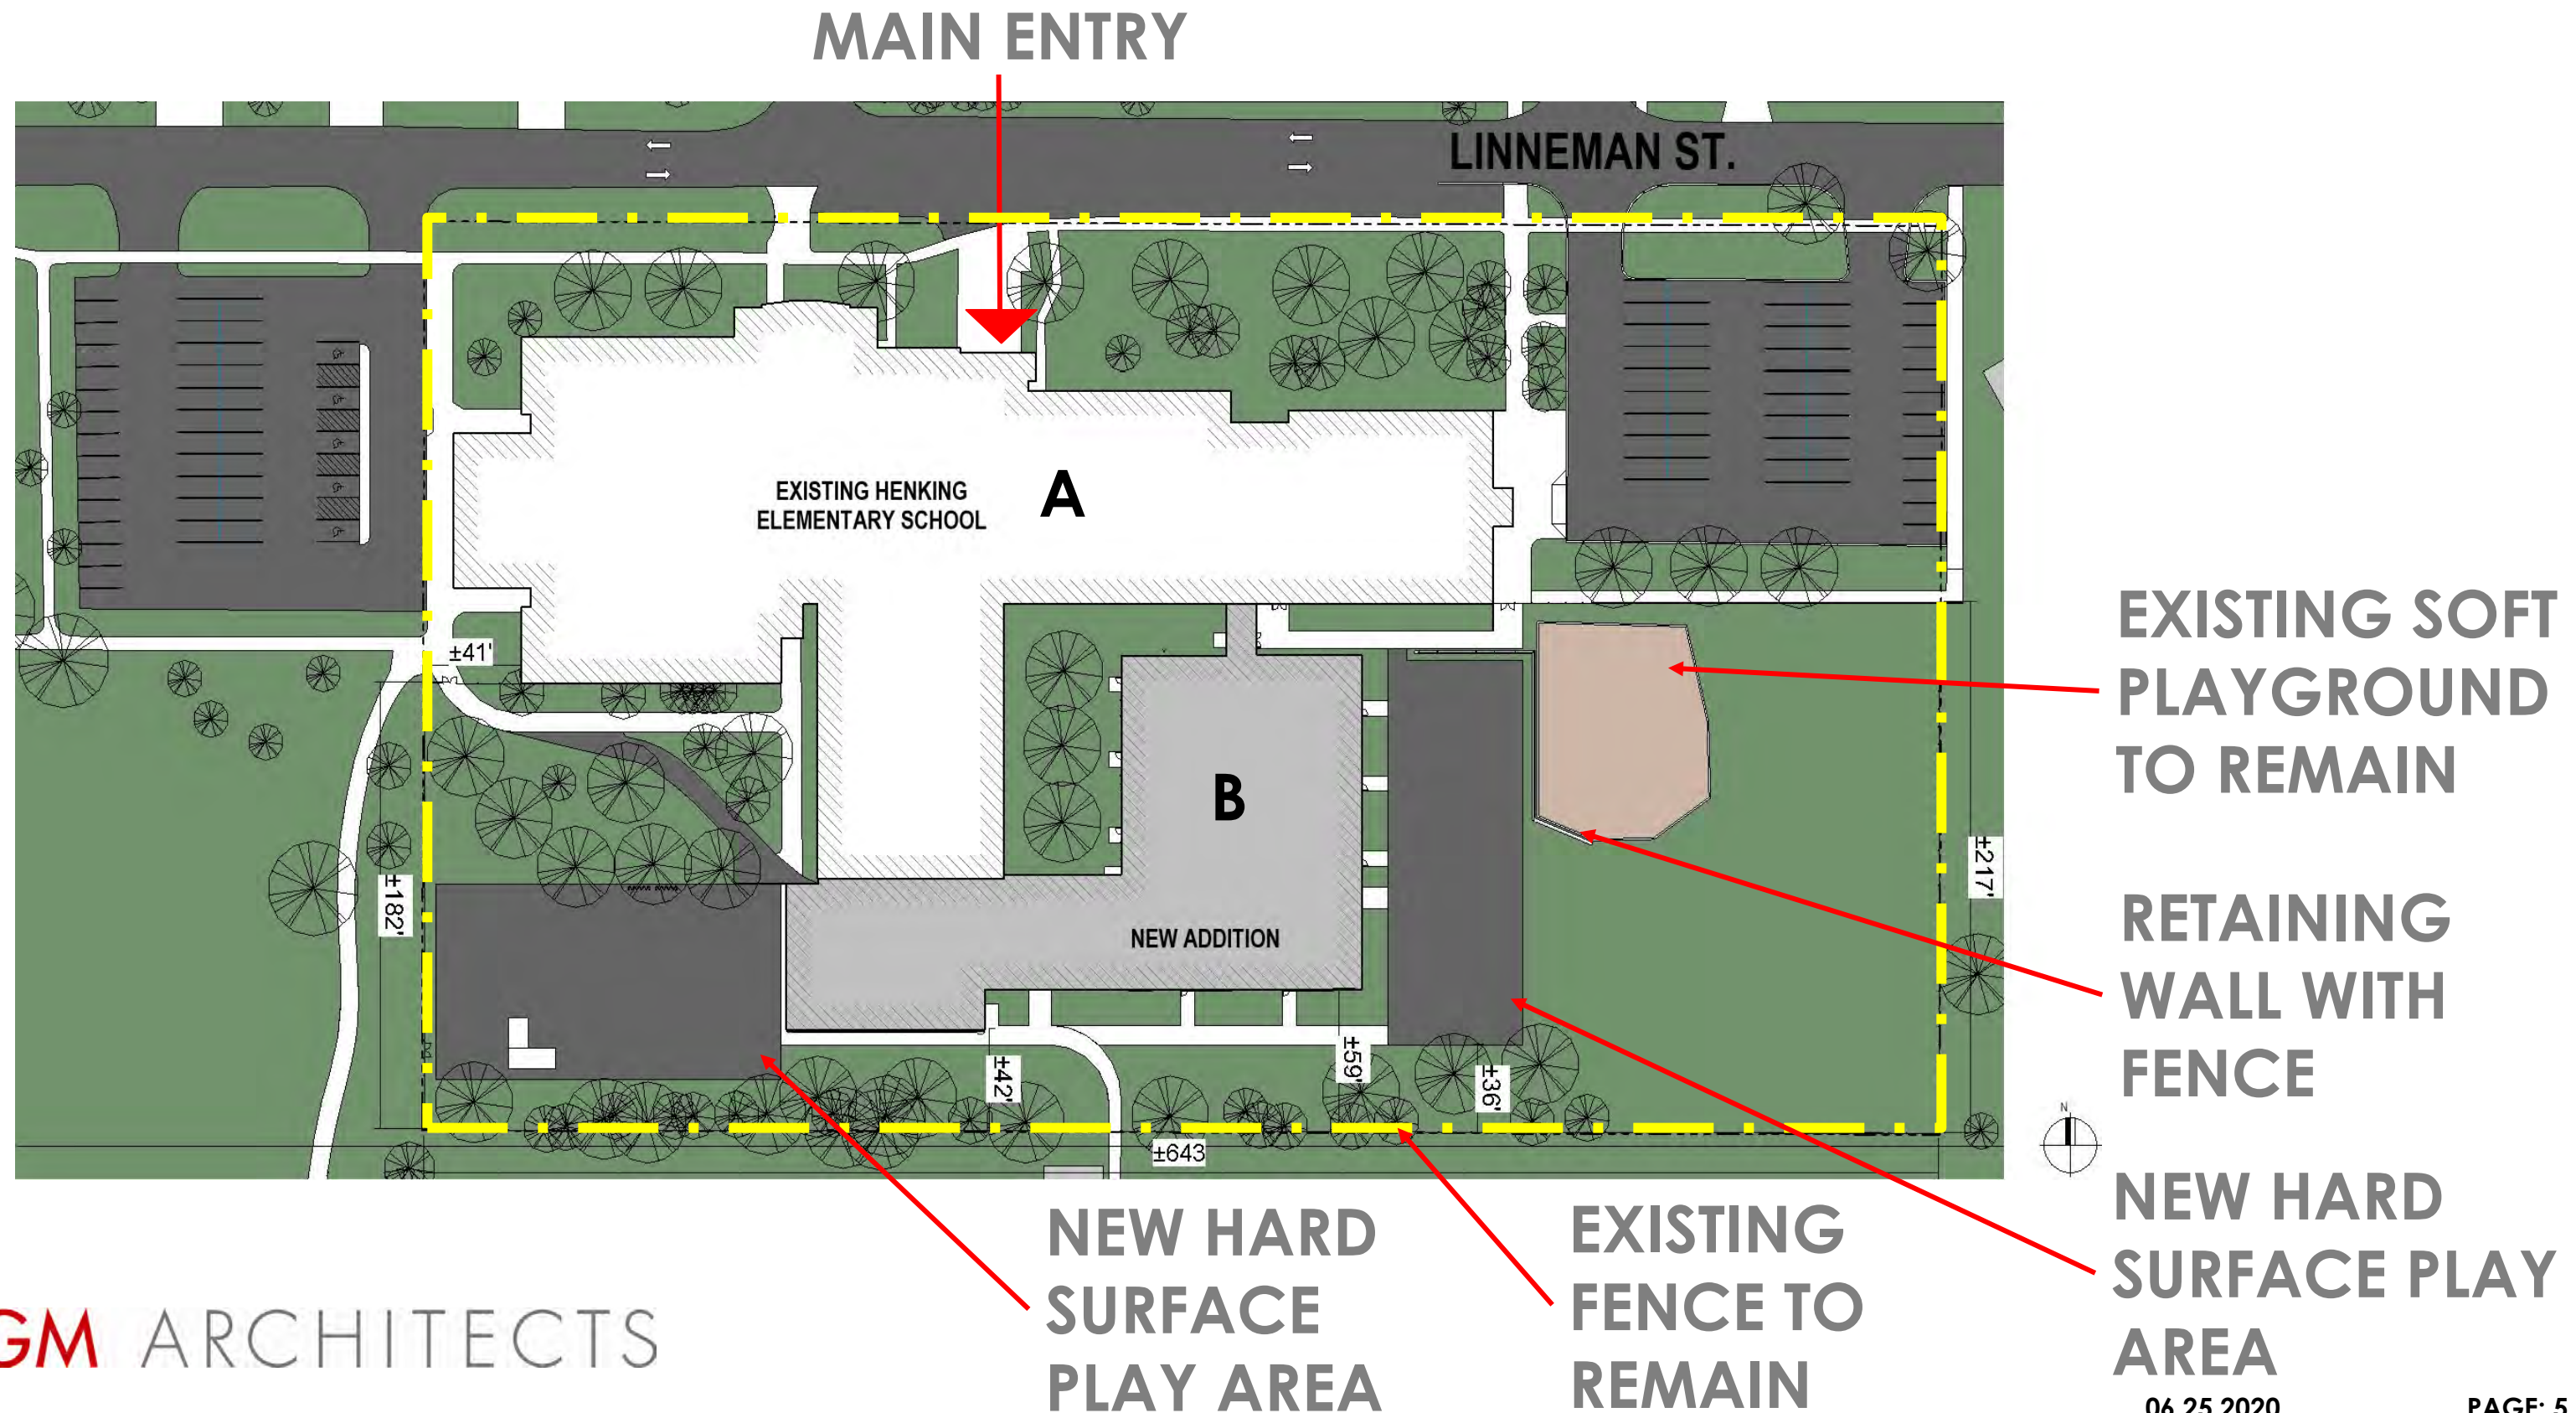 MAIN ENTRY
LINNEMAN ST.
EXISTING HENKING
ELEMENTARY SCHOOL
A
EXISTING SOFT
PLAYGROUND
TO REMAIN
±41'
B
±217'
±182'
RETAINING
WALL WITH
FENCE
NEW ADDITION
±42'
±59'
±36'
N
±643
NEW HARD
SURFACE
PLAY AREA
EXISTING
FENCE TO
REMAIN
NEW HARD
SURFACE PLAY
AREA
GM ARCHITECTS
06.25.2020
PAGE: 5